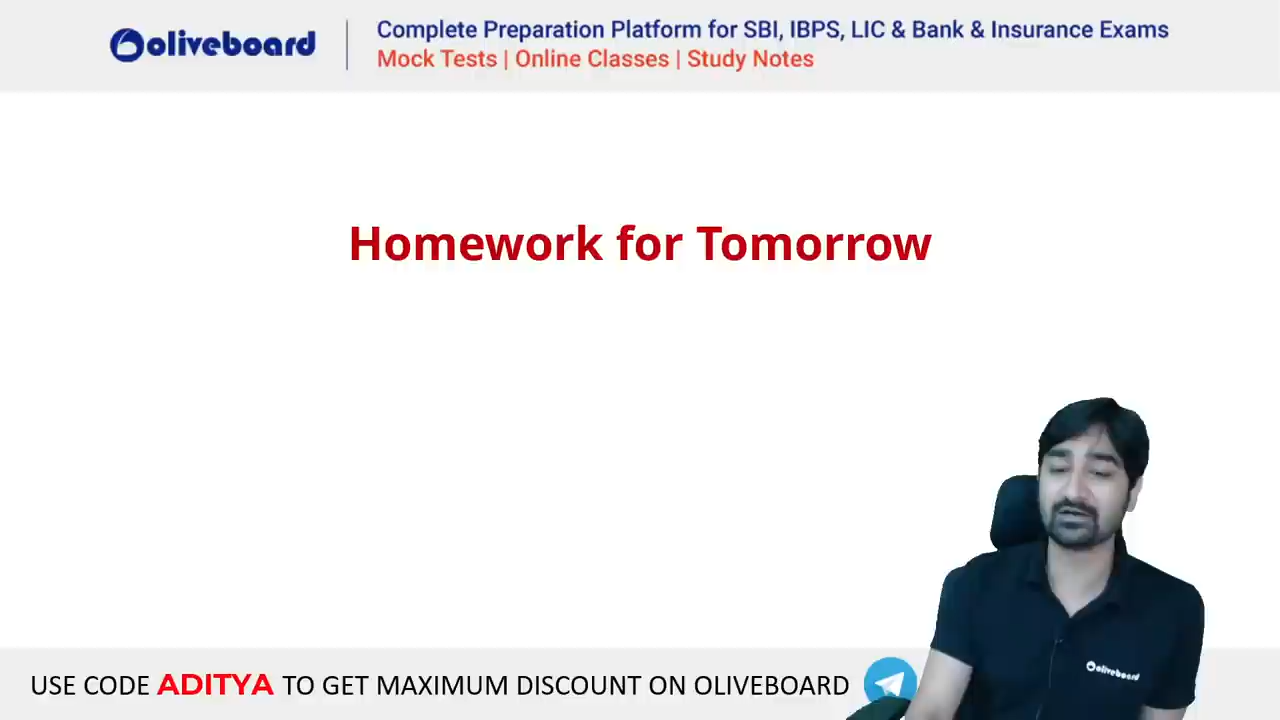 oliveboard
Complete Preparation Platform for SBI, IBPS, LIC & Bank & Insurance Exams
Mock Tests | Online Classes | Study Notes
Homework for Tomorrow
oliveboard
USE CODE ADITYA TO GET MAXIMUM DISCOUNT ON OLIVEBOARD